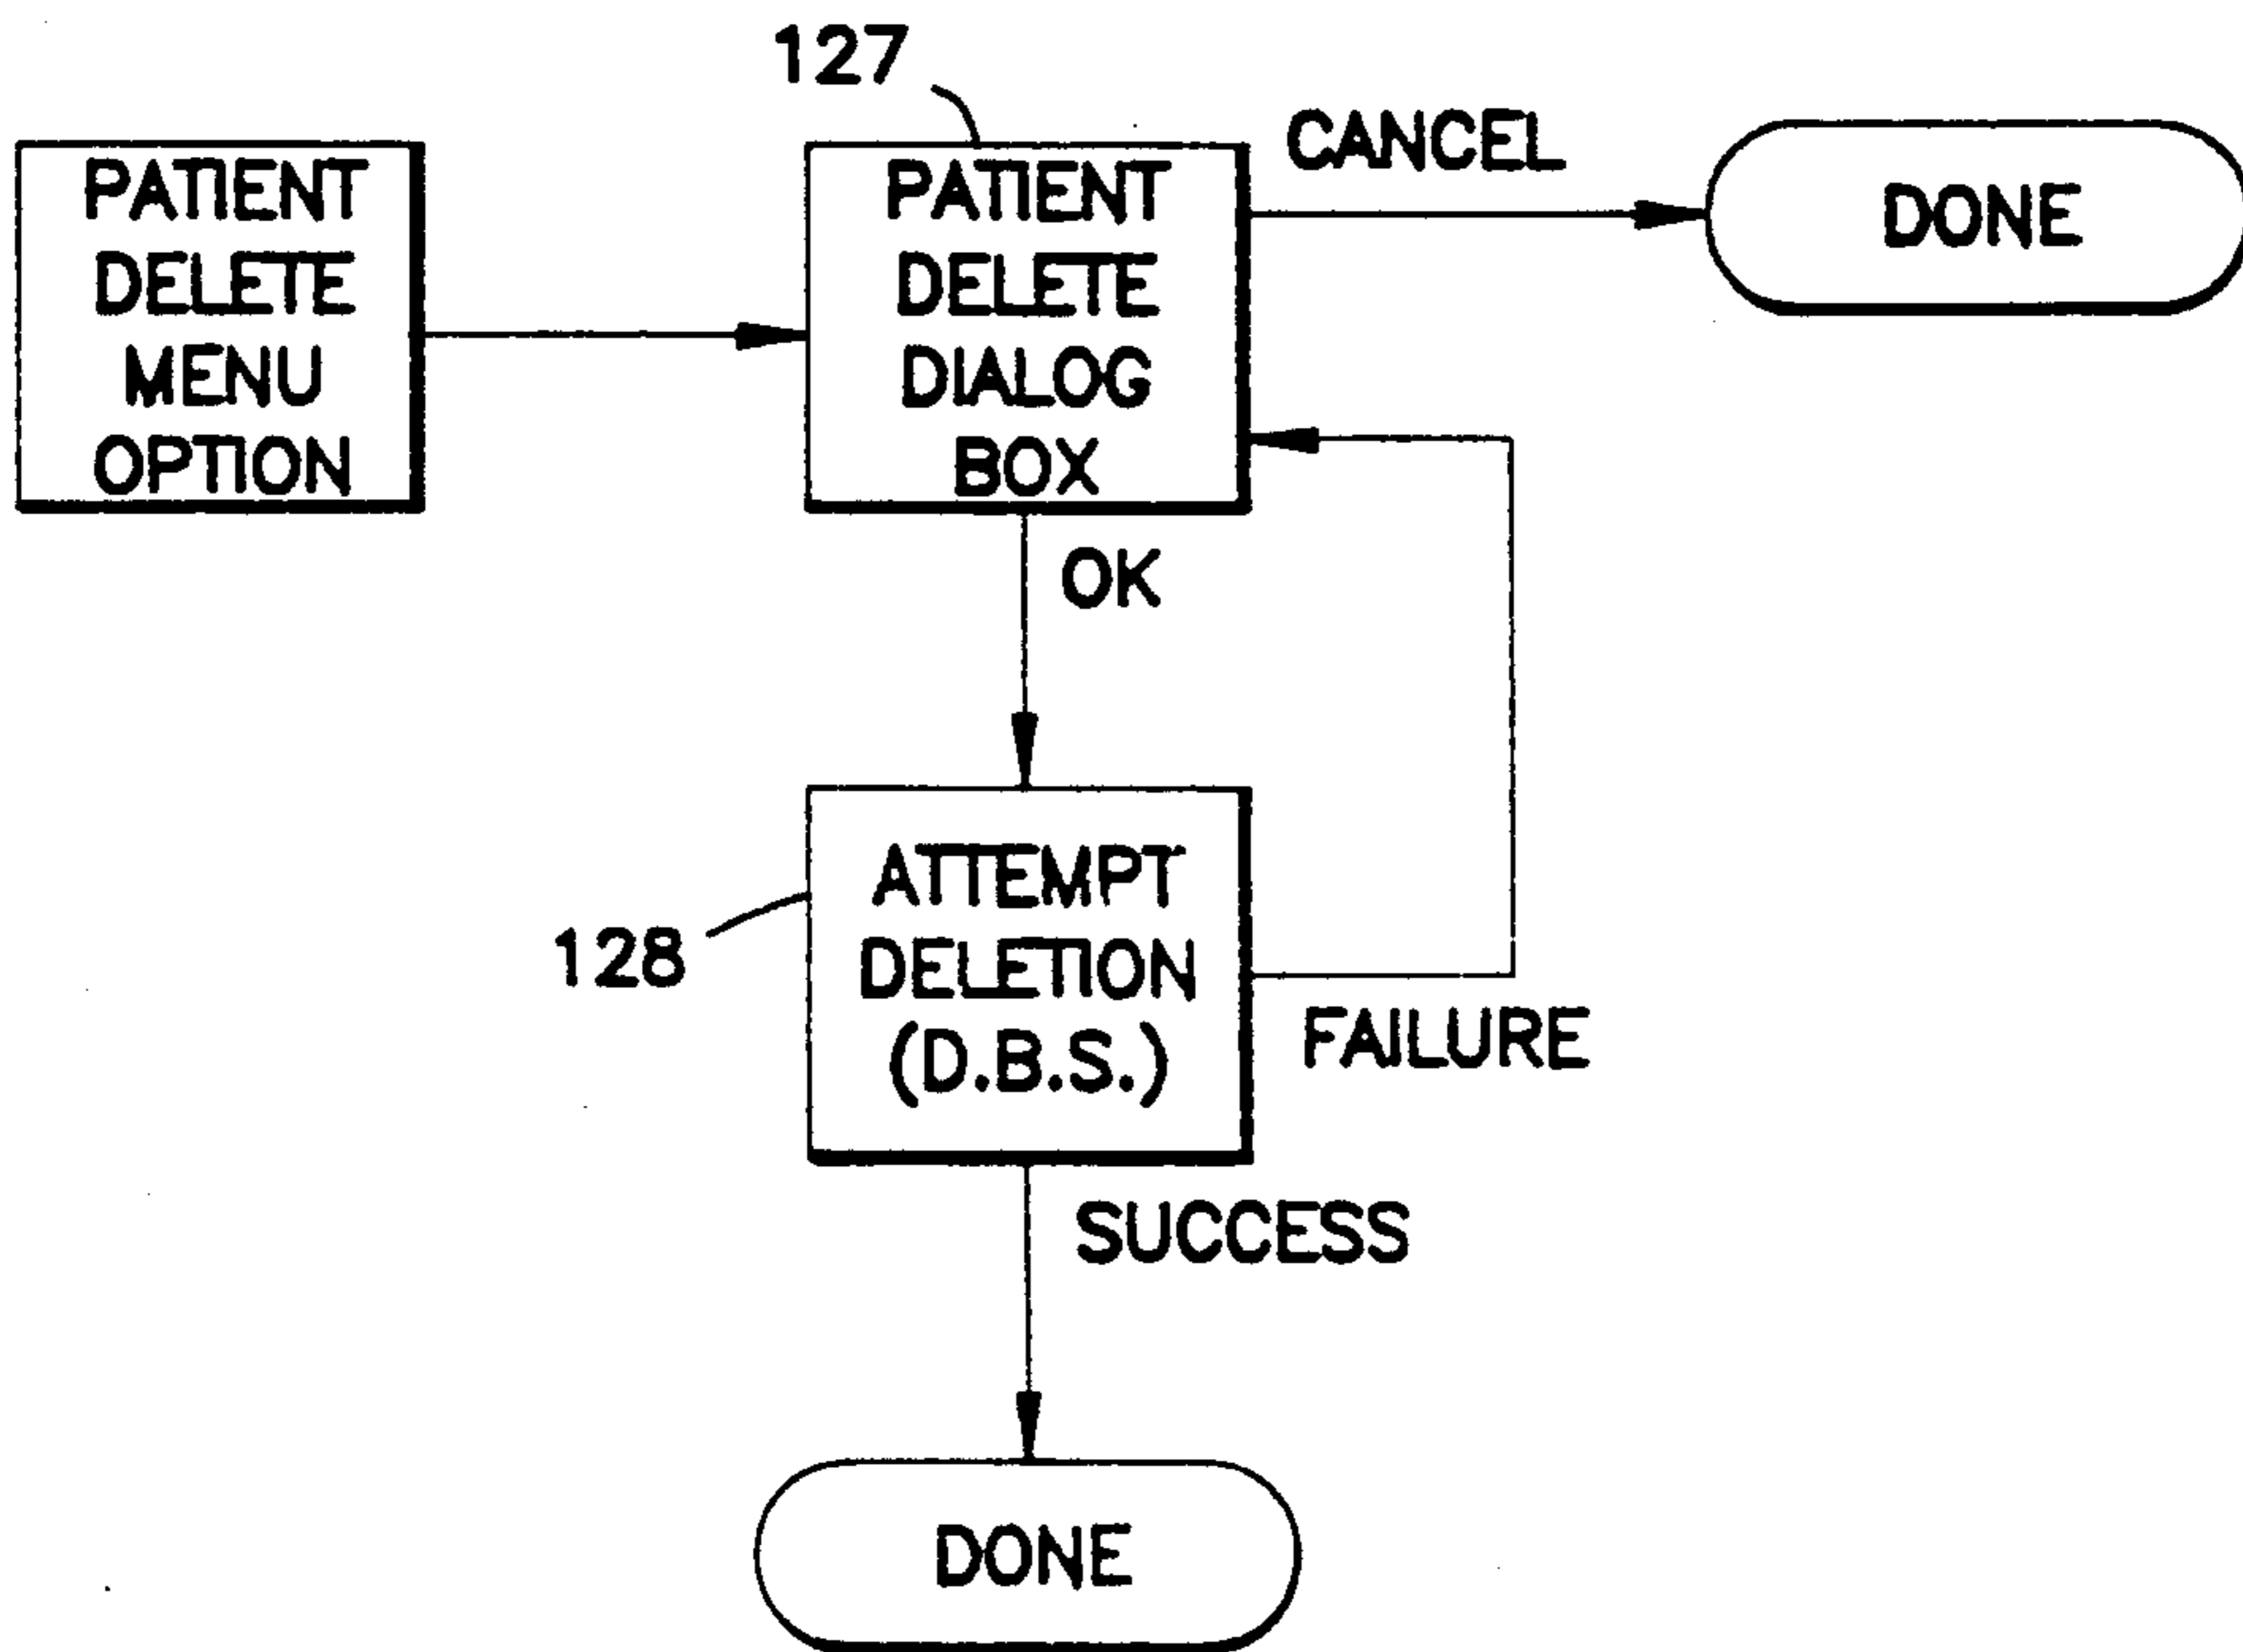 127
PATIENT
DELETE
MENU
OPTION
PATIENT
DELETE
DIALOG
BOX
CANCEL
DONE
OK
128
ATTEMPT
DELETION
(D.B.S.)
FAILURE
SUCCESS
DONE